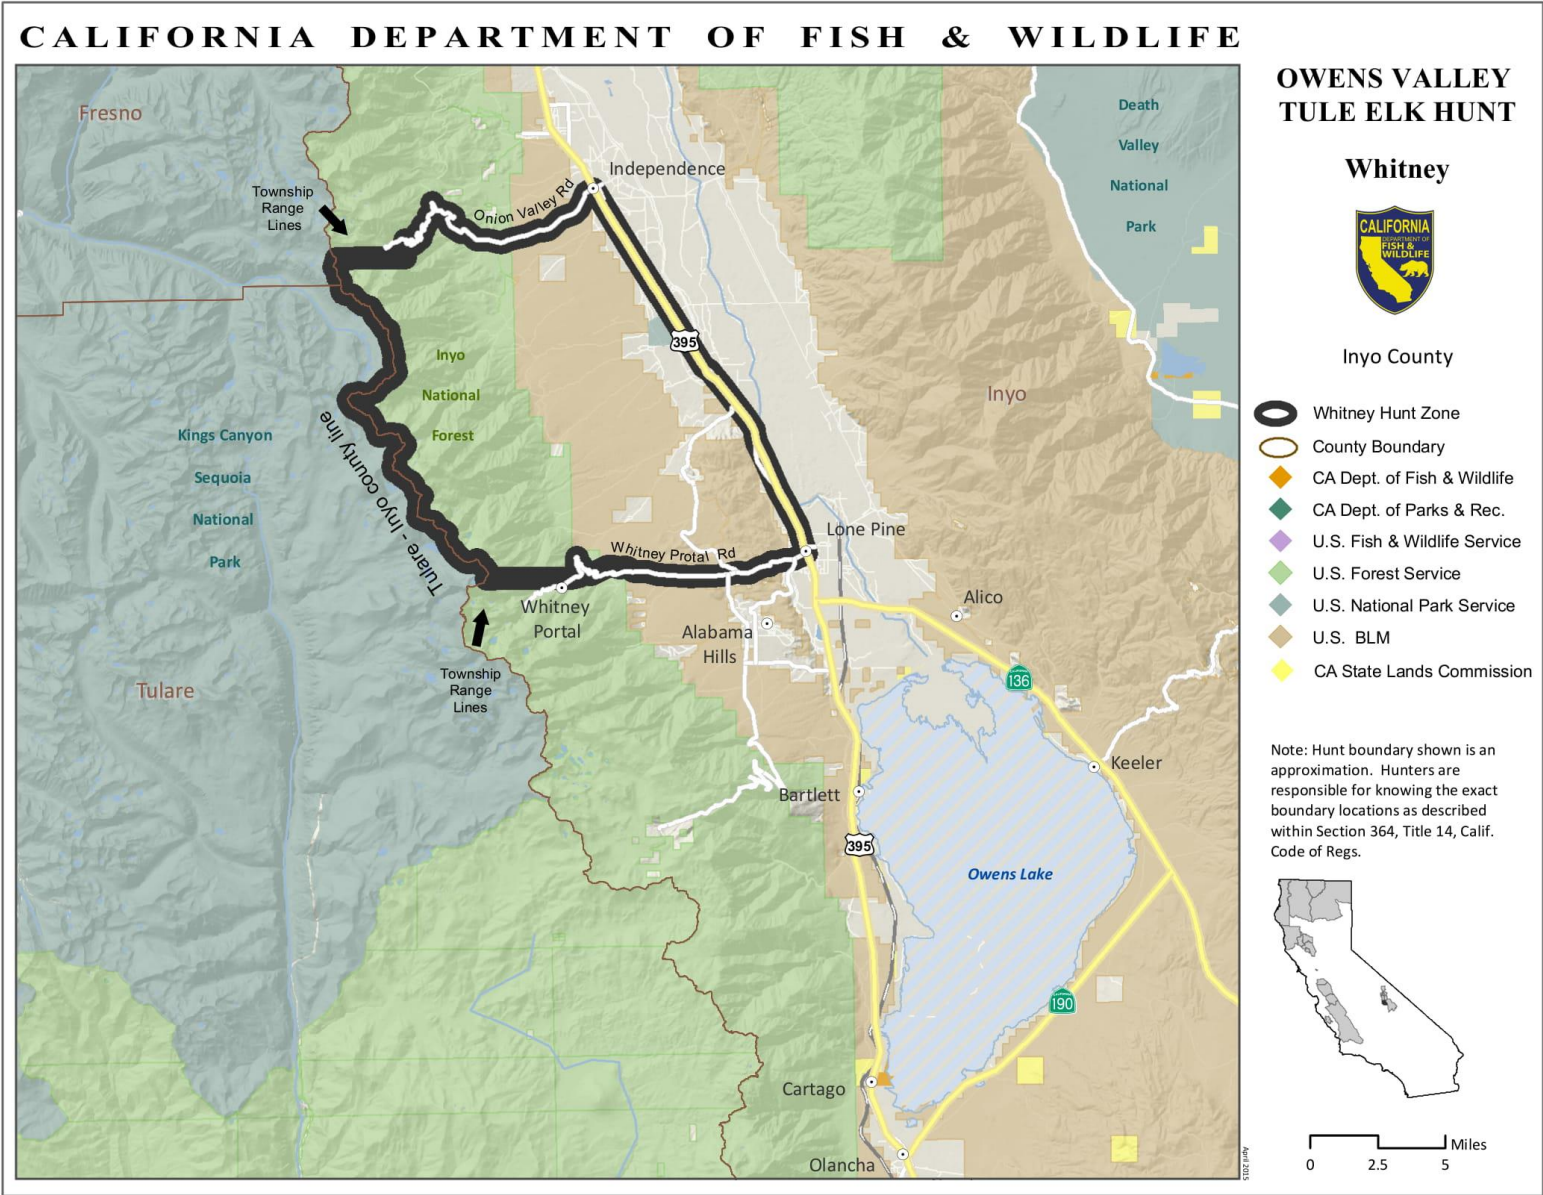 CALIFORNIA DEPARTMENT OF FISH & WILDLIFE
OWENS VALLEY
TULE ELK HUNT
Whitney
CALIFORNIA
DEPARTMENT OF
FISH &
WILDLIFE
Inyo County
Whitney Hunt Zone
County Boundary
CA Dept. of Fish & Wildlife
CA Dept. of Parks & Rec.
U.S. Fish & Wildlife Service
U.S. Forest Service
U.S. National Park Service
U.S. BLM
CA State Lands Commission
Note: Hunt boundary shown is an
approximation. Hunters are
responsible for knowing the exact
boundary locations as described
within Section 364, Title 14, Calif.
Code of Regs.
Miles
0 2.5 5
April 2015
Fresno
Township
Range
Lines
Onion Valley Rd
Independence
Death
Valley
National
Park
395
Inyo
National
Forest
Inyo
Kings Canyon
Sequoia
National
Park
Tulare - Inyo county line
Lone Pine
Whitney Protal Rd
Whitney
Portal
Alabama
Hills
Alico
Township
Range
Lines
Tulare
136
Keeler
Bartlett
395
Owens Lake
190
Cartago
Olancha